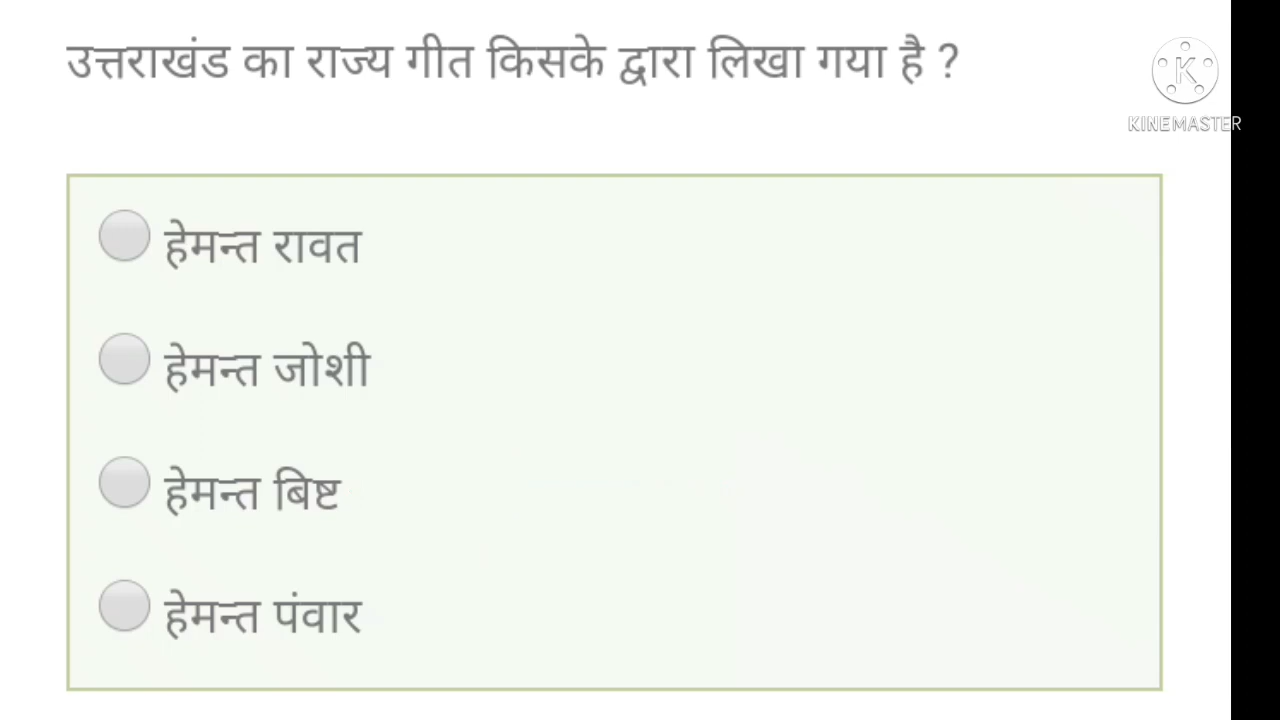 उत्तराखंड का राज्य गीत किसके द्वारा लिखा गया है ?
KINEMASTER
हेमन्त रावत
हेमन्त जोशी
हेमन्त बिष्ट
हेमन्त पंवार